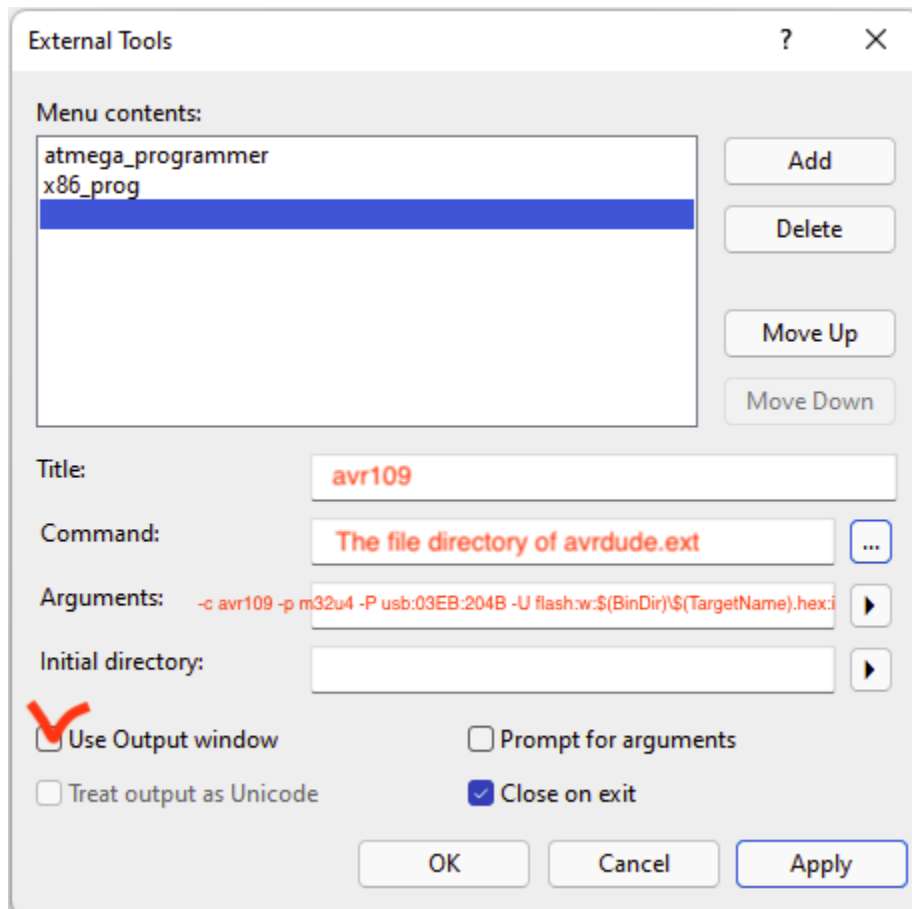 External Tools ? ×
Menu contents:
atmega_programmer
x86_prog
Add
Delete
Move Up
Move Down
Title: avr109
Command: The file directory of avrdude.ext ...
Arguments: -c avr109 -p m32u4 -P usb:03EB:204B -U flash:w:$(BinDir)\$(TargetName).hex:i
Initial directory:
Use Output window Prompt for arguments
Treat output as Unicode Close on exit
OK Cancel Apply